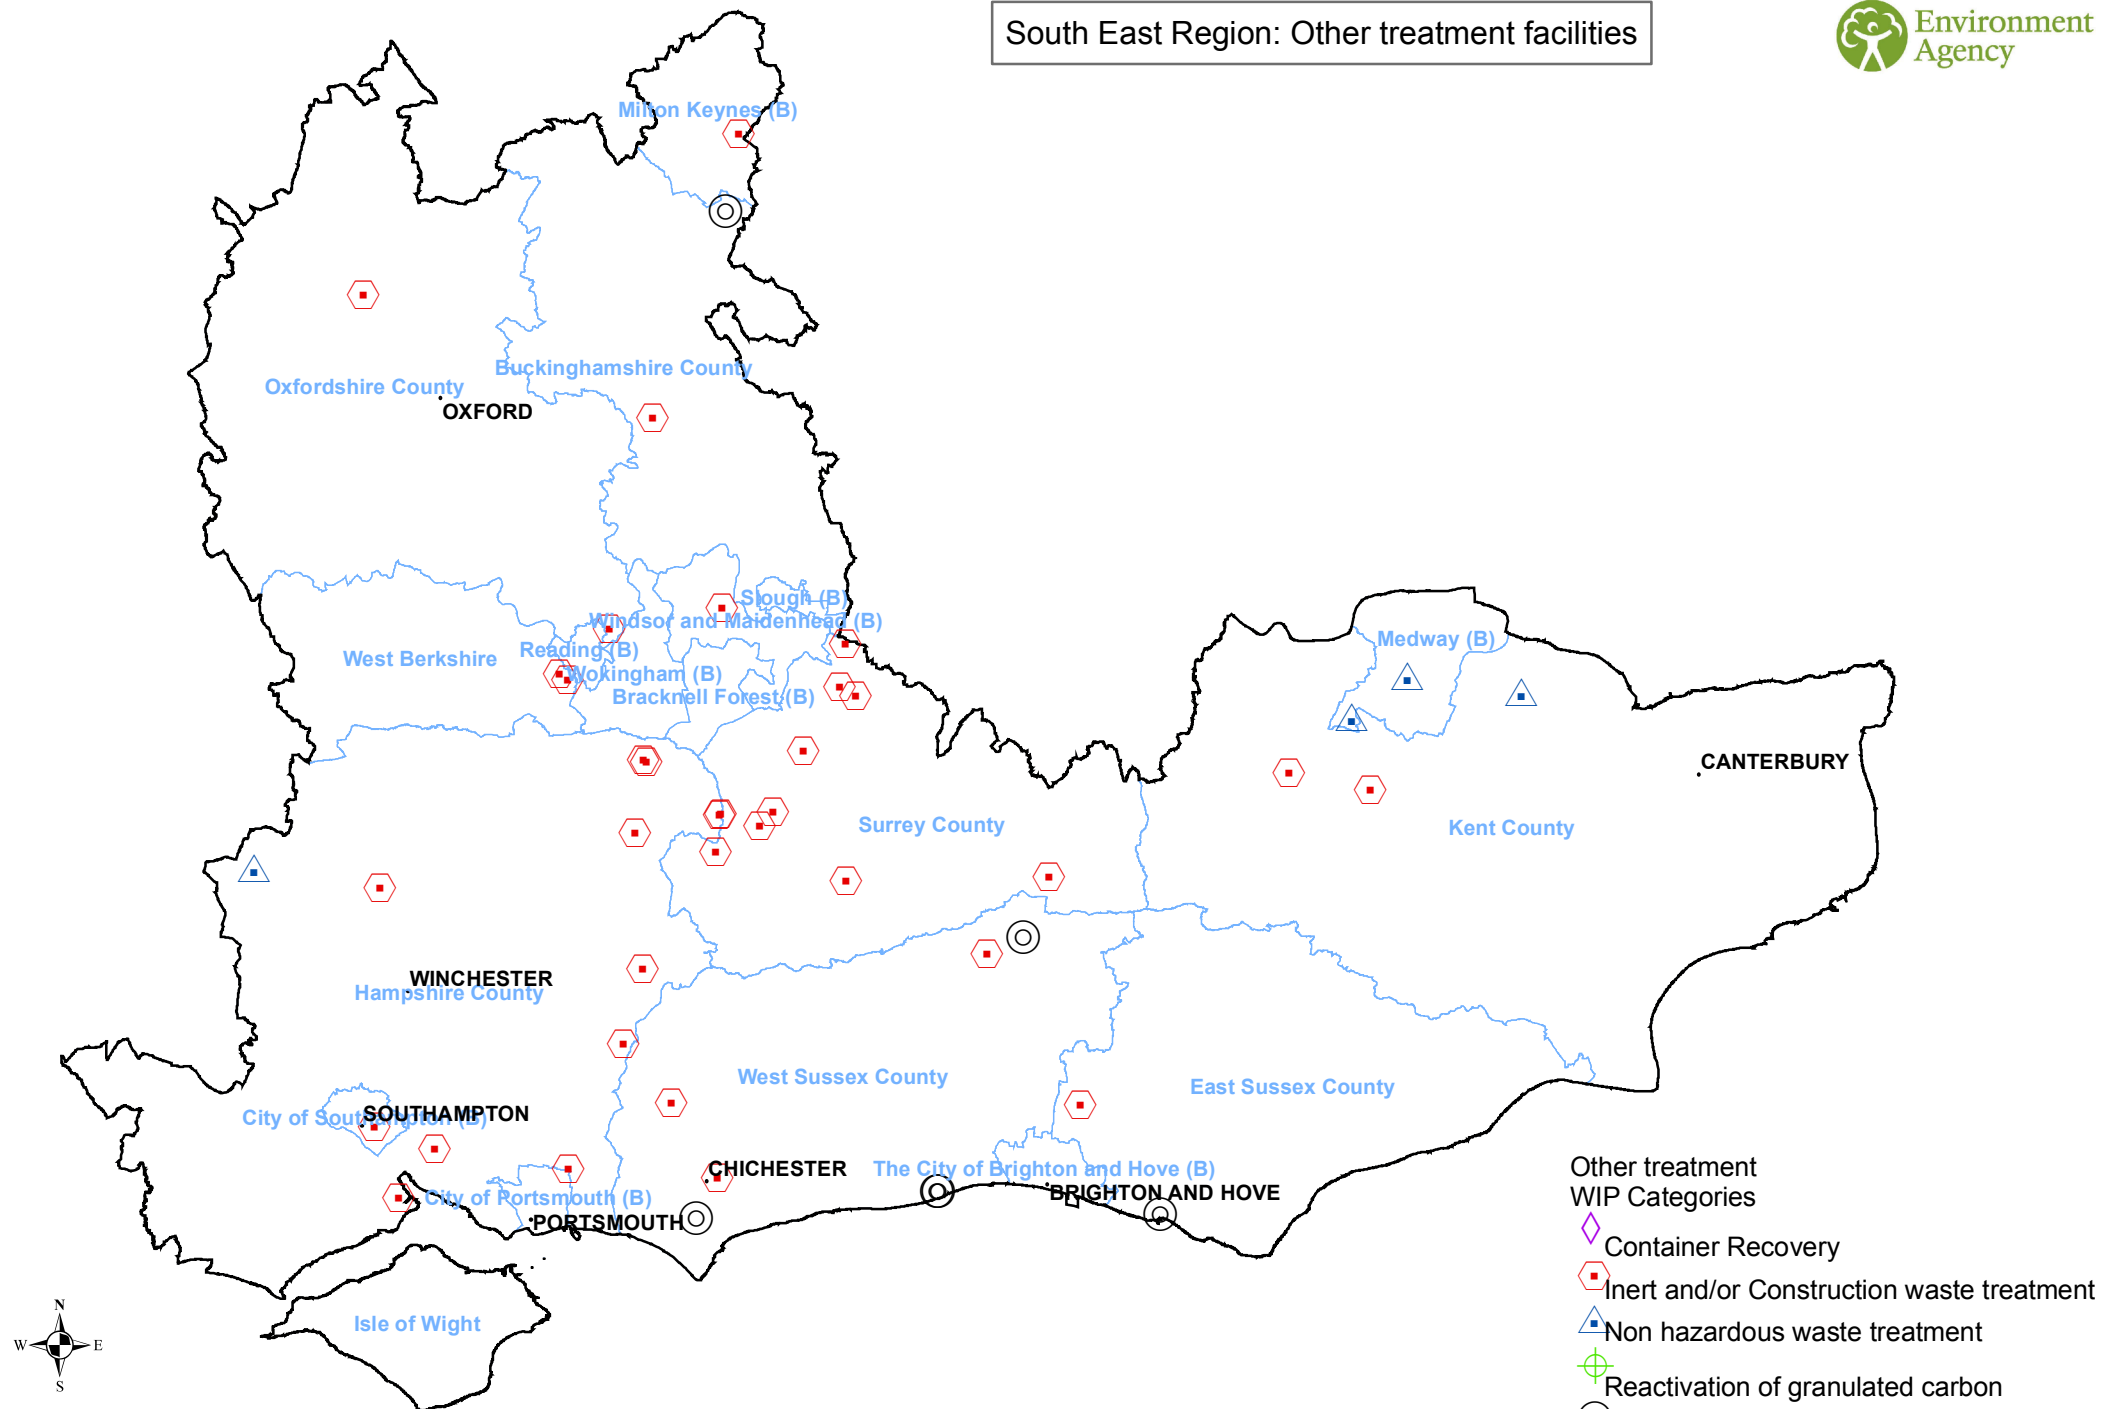 South East Region: Other treatment facilities
Environment
Agency
Milton Keynes (B)
Buckinghamshire County
Oxfordshire County
OXFORD
Slough (B)
Windsor and Maidenhead (B)
Reading (B)
West Berkshire
Wokingham (B)
Bracknell Forest (B)
Medway (B)
CANTERBURY
Surrey County
Kent County
WINCHESTER
Hampshire County
West Sussex County
East Sussex County
SOUTHAMPTON
City of Southampton (B)
CHICHESTER
The City of Brighton and Hove (B)
BRIGHTON AND HOVE
City of Portsmouth (B)
PORTSMOUTH
Isle of Wight
N
W
E
S
Other treatment
WIP Categories
Container Recovery
Inert and/or Construction waste treatment
Non hazardous waste treatment
Reactivation of granulated carbon